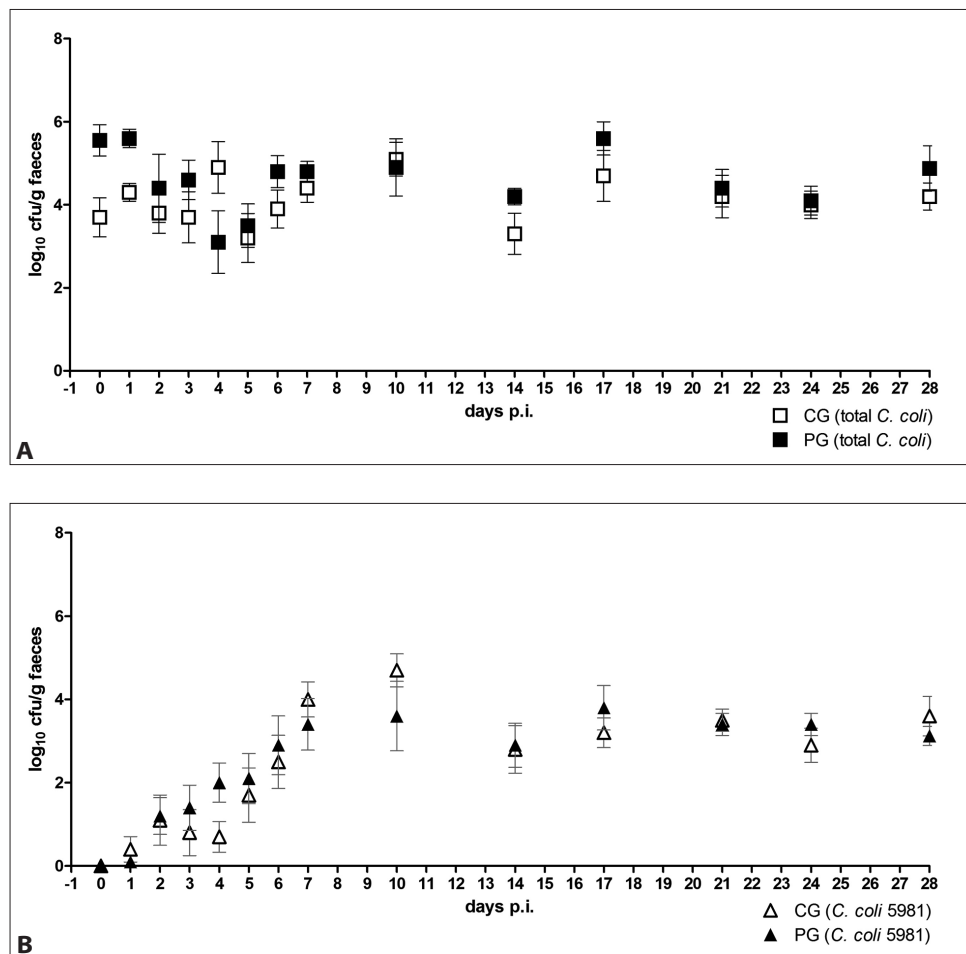 8
6
4
2
0
log10 cfu/g faeces
-1 0 1 2 3 4 5 6 7 8 9 10 11 12 13 14 15 16 17 18 19 20 21 22 23 24 25 26 27 28
days p.i.
CG (total C. coli)
PG (total C. coli)
A
8
6
4
2
0
log10 cfu/g faeces
-1 0 1 2 3 4 5 6 7 8 9 10 11 12 13 14 15 16 17 18 19 20 21 22 23 24 25 26 27 28
days p.i.
CG (C. coli 5981)
PG (C. coli 5981)
B